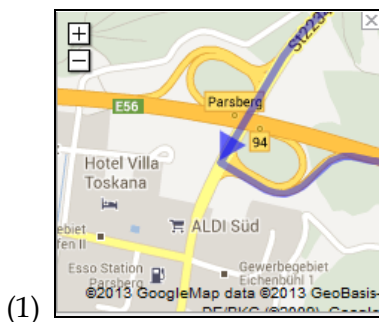 St2234
E56
Parsberg
94
Hotel Villa
Toskana
ALDI Süd
ebiet
fen II
Esso Station
Parsberg
Gewerbegebiet
Eichenbühl 1
©2013 GoogleMap data ©2013 GeoBasis-
(1)